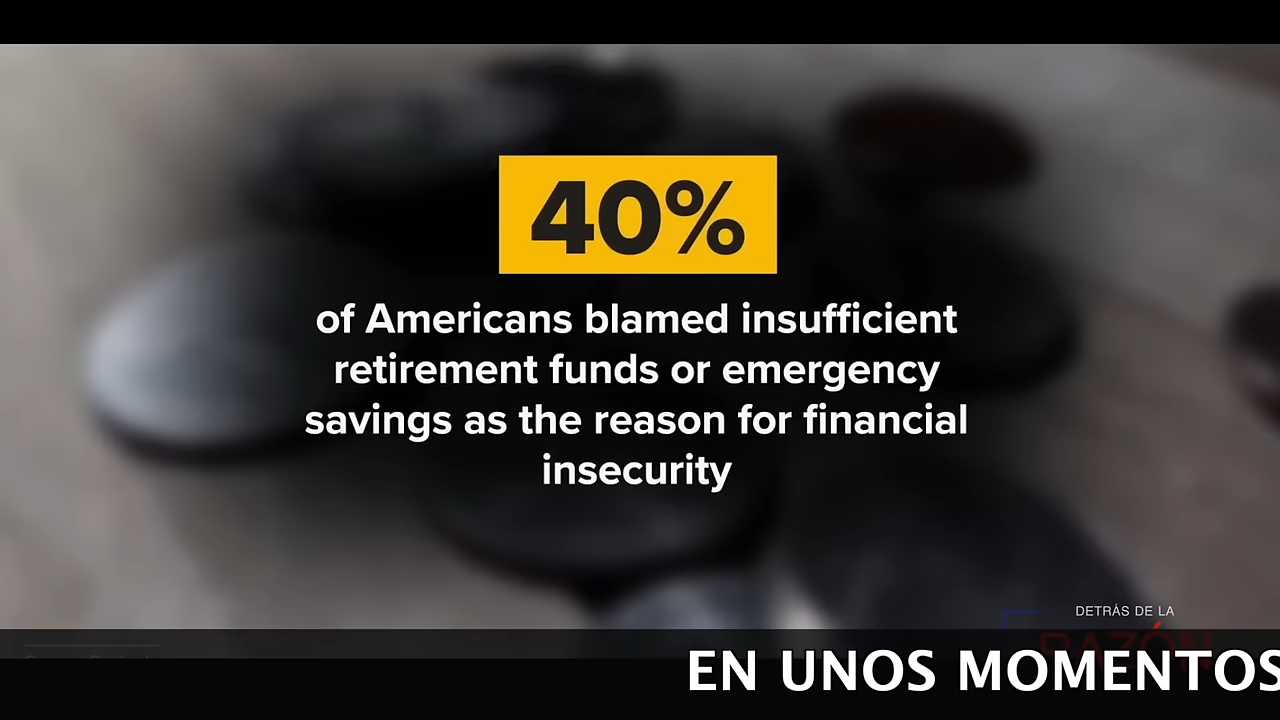 40%
of Americans blamed insufficient
retirement funds or emergency
savings as the reason for financial
insecurity
DETRÁS DE LA
RAZÓN
EN UNOS MOMENTOS